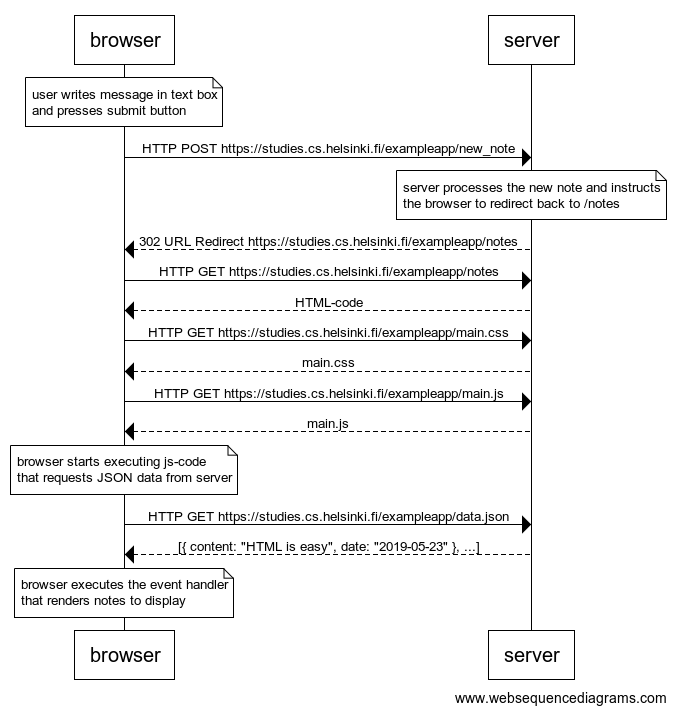 browser
server
user writes message in text box
and presses submit button
HTTP POST https://studies.cs.helsinki.fi/exampleapp/new_note
server processes the new note and instructs
the browser to redirect back to /notes
302 URL Redirect https://studies.cs.helsinki.fi/exampleapp/notes
HTTP GET https://studies.cs.helsinki.fi/exampleapp/notes
HTML-code
HTTP GET https://studies.cs.helsinki.fi/exampleapp/main.css
main.css
HTTP GET https://studies.cs.helsinki.fi/exampleapp/main.js
main.js
browser starts executing js-code
that requests JSON data from server
HTTP GET https://studies.cs.helsinki.fi/exampleapp/data.json
[{ content: "HTML is easy", date: "2019-05-23" }, ...]
browser executes the event handler
that renders notes to display
browser
server
www.websequencediagrams.com